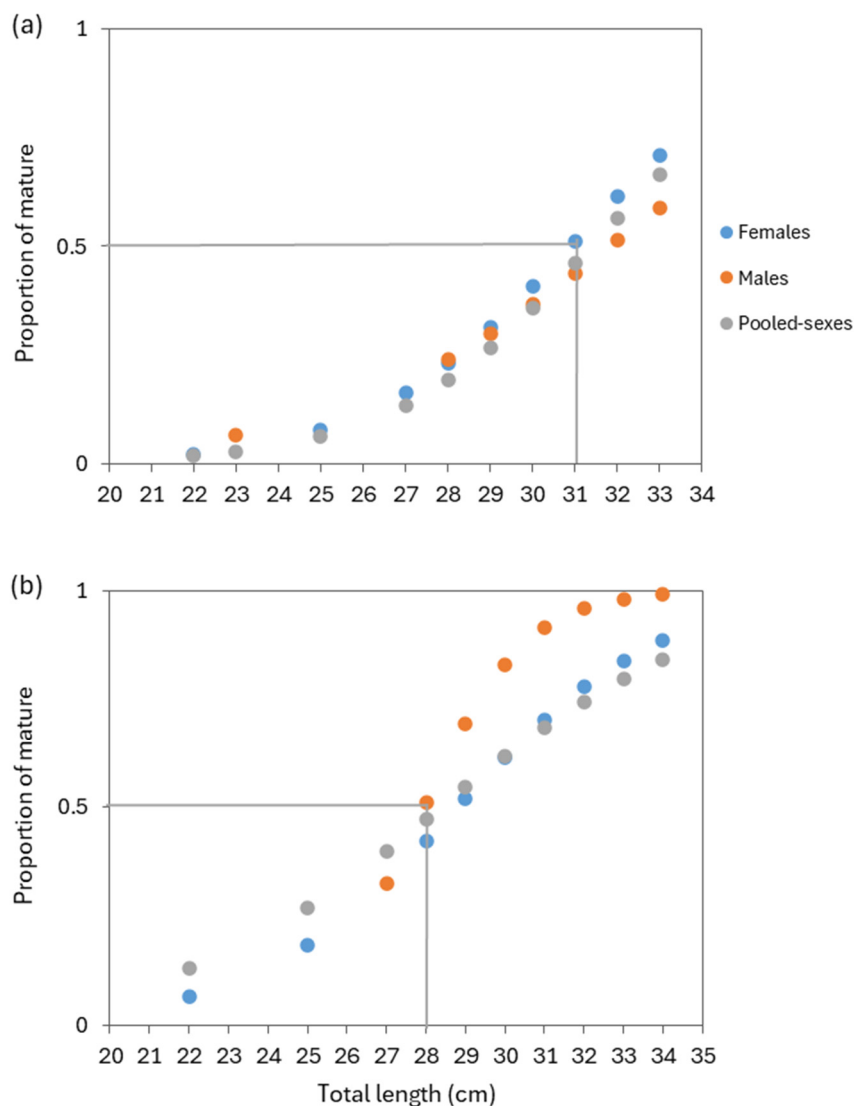 (a)
1
0.5
0
Proportion of mature
20 21 22 23 24 25 26 27 28 29 30 31 32 33 34
Females
Males
Pooled-sexes
(b)
1
0.5
0
Proportion of mature
20 21 22 23 24 25 26 27 28 29 30 31 32 33 34 35
Total length (cm)